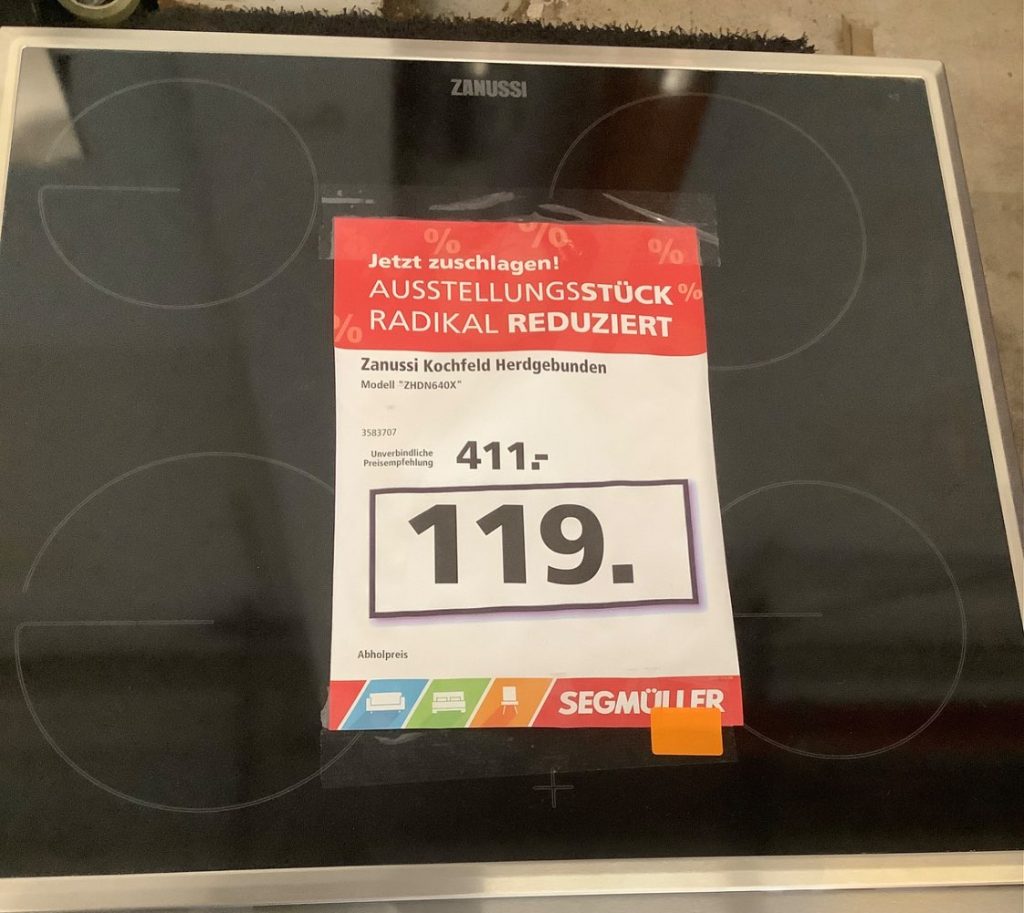 ZANUSSI
Jetzt zuschlagen!
AUSSTELLUNGSSTÜCK
RADIKAL REDUZIERT
Zanussi Kochfeld Herdgebunden
Modell "ZHDN640X"
3583707
Unverbindliche
Preisempfehlung 411.-
119.
Abholpreis
SEGMÜLLER